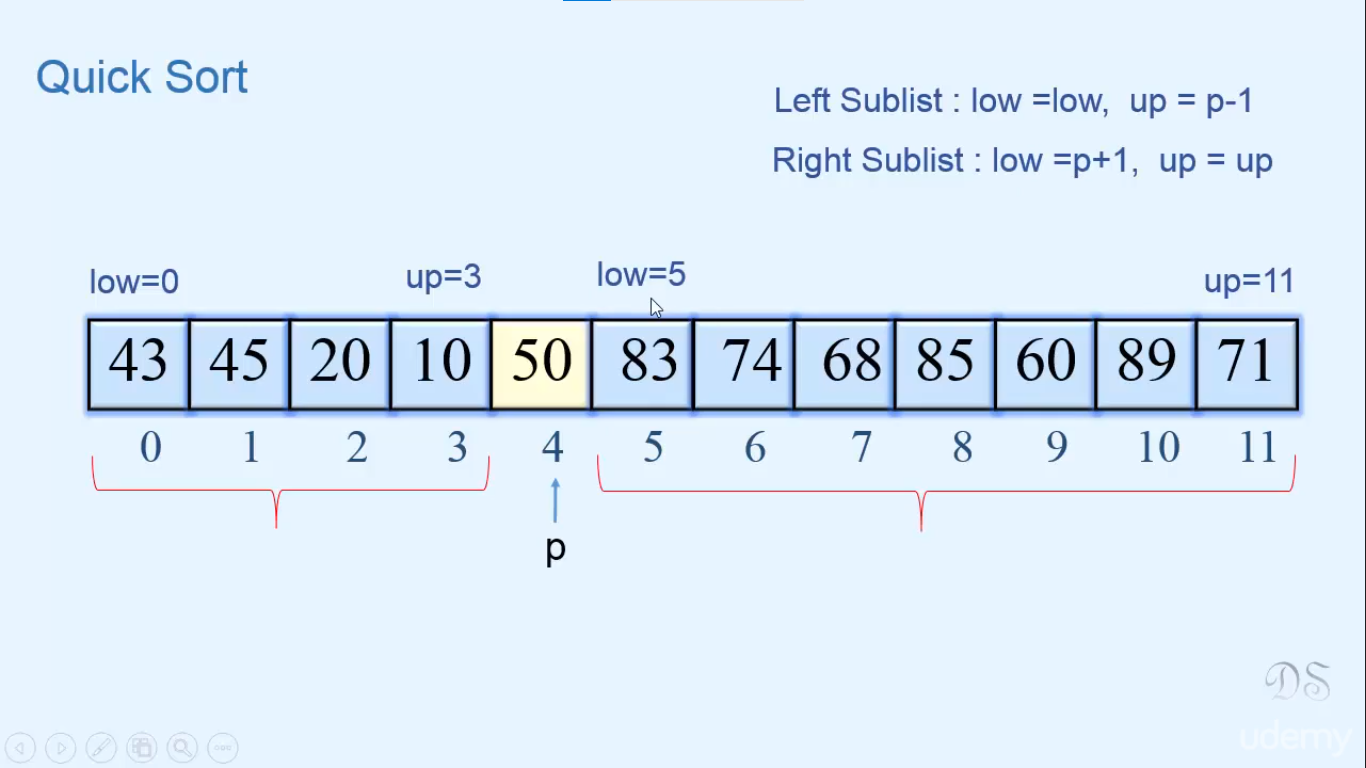 Quick Sort
Left Sublist : low =low, up = p-1
Right Sublist : low =p+1, up = up
low=0 up=3 low=5 up=11
43 45 20 10 50 83 74 68 85 60 89 71
0 1 2 3 4 5 6 7 8 9 10 11
p
DS
udemy